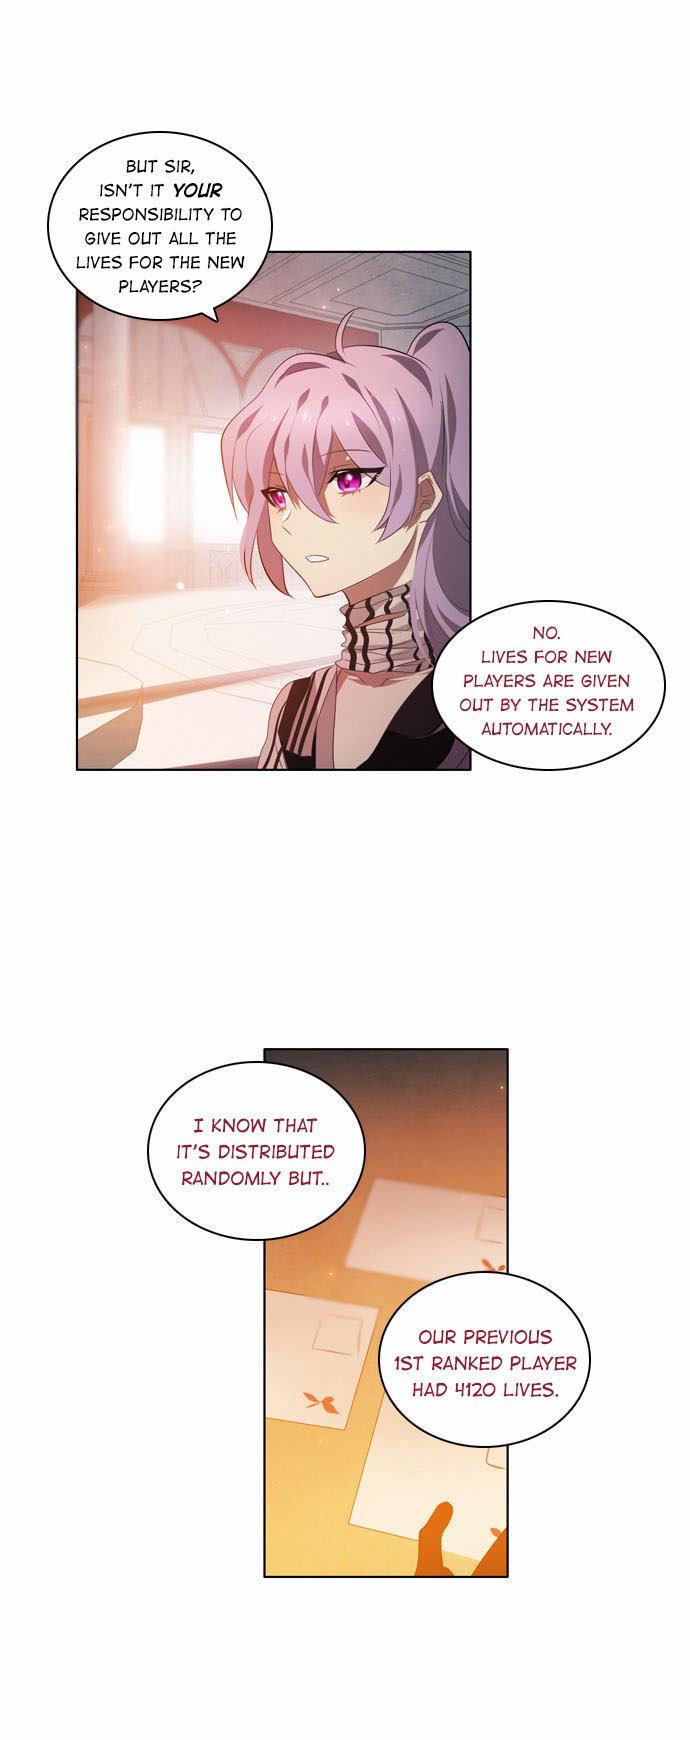 BUT SIR,
ISN'T IT YOUR
RESPONSIBILITY TO
GIVE OUT ALL THE
LIVES FOR THE NEW
PLAYERS?
NO.
LIVES FOR NEW
PLAYERS ARE GIVEN
OUT BY THE SYSTEM
AUTOMATICALLY.
I KNOW THAT
IT'S DISTRIBUTED
RANDOMLY BUT..
OUR PREVIOUS
1ST RANKED PLAYER
HAD 4120 LIVES.